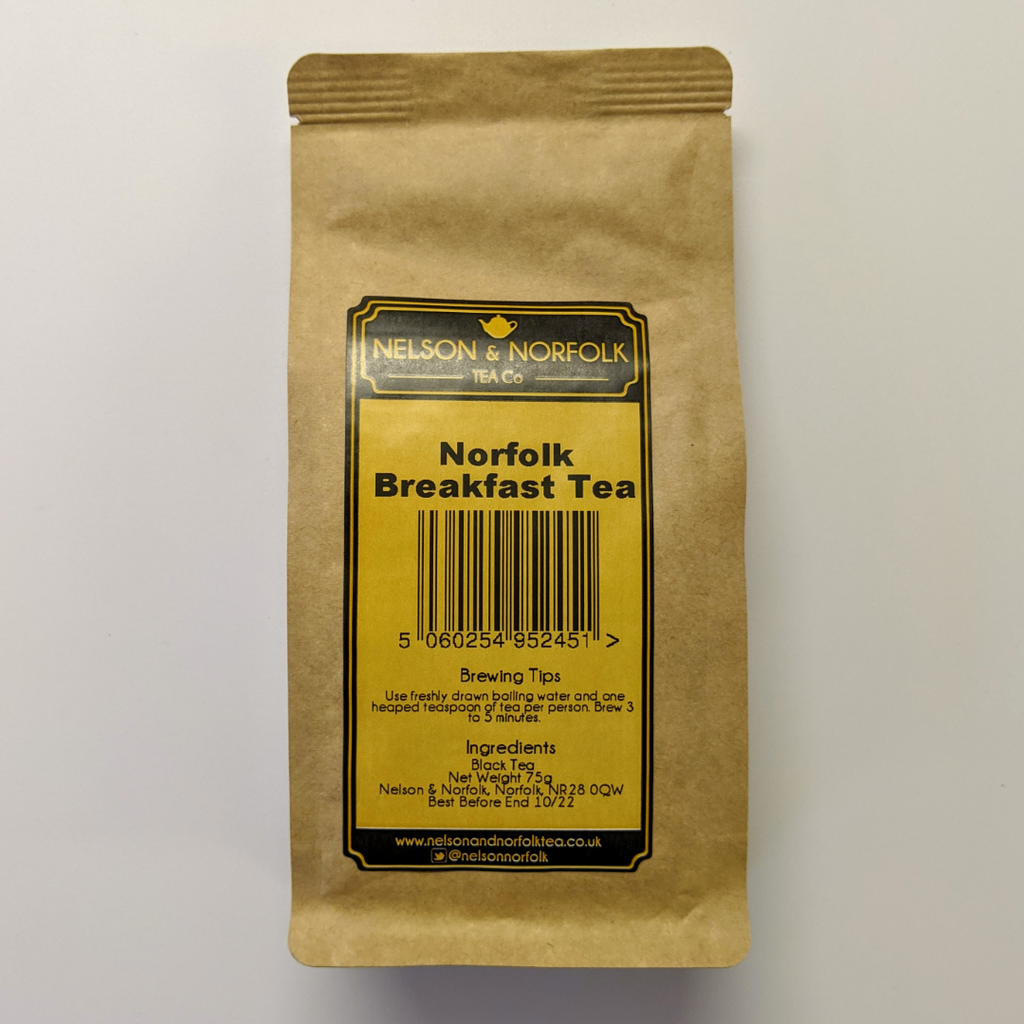 NELSON & NORFOLK
TEA Co
Norfolk
Breakfast Tea
5 060254 952451 >
Brewing Tips
Use freshly drawn boiling water and one
heaped teaspoon of tea per person. Brew 3
to 5 minutes.
Ingredients
Black Tea
Net Weight 75g
Nelson & Norfolk, Norfolk, NR28 0QW
Best Before End 10/22
www.nelsonandnorfolktea.co.uk
@nelsonnorfolk